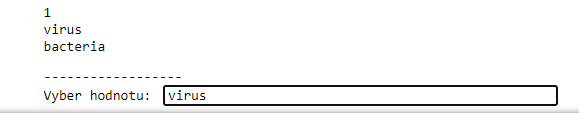 1
virus
bacteria
------------------
Vyber hodnotu: virus